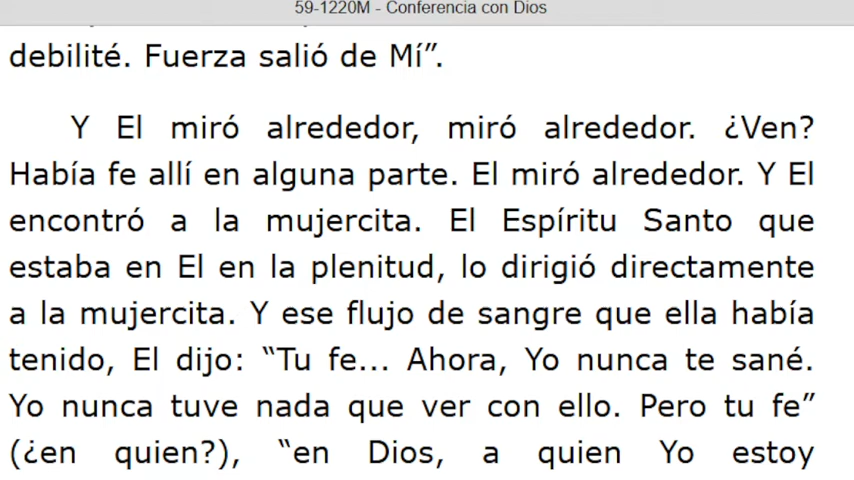 59-1220M - Conferencia con Dios
debilité. Fuerza salió de Mí”.
Y El miró alrededor, miró alrededor. ¿Ven?
Había fe allí en alguna parte. El miró alrededor. Y El
encontró a la mujercita. El Espíritu Santo que
estaba en El en la plenitud, lo dirigió directamente
a la mujercita. Y ese flujo de sangre que ella había
tenido, El dijo: “Tu fe... Ahora, Yo nunca te sané.
Yo nunca tuve nada que ver con ello. Pero tu fe”
(¿en quien?), “en Dios, a quien Yo estoy